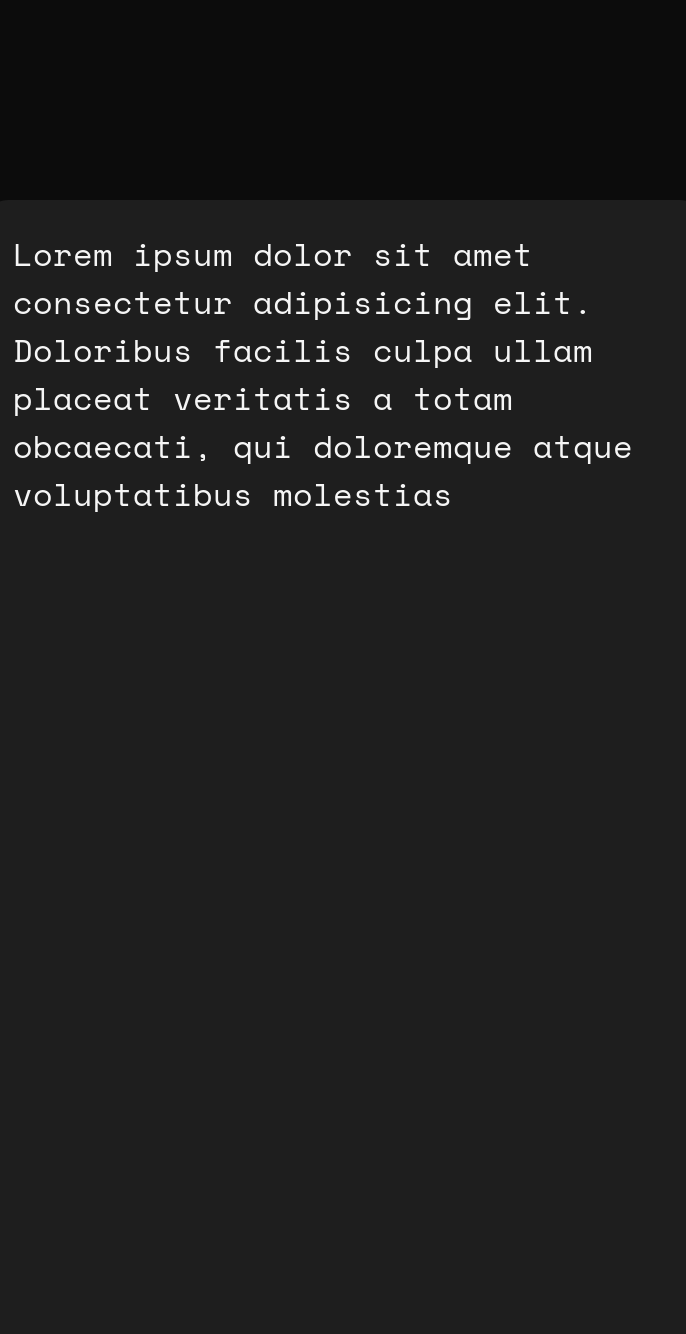 Lorem ipsum dolor sit amet
consectetur adipisicing elit.
Doloribus facilis culpa ullam
placeat veritatis a totam
obcaecati, qui doloremque atque
voluptatibus molestias